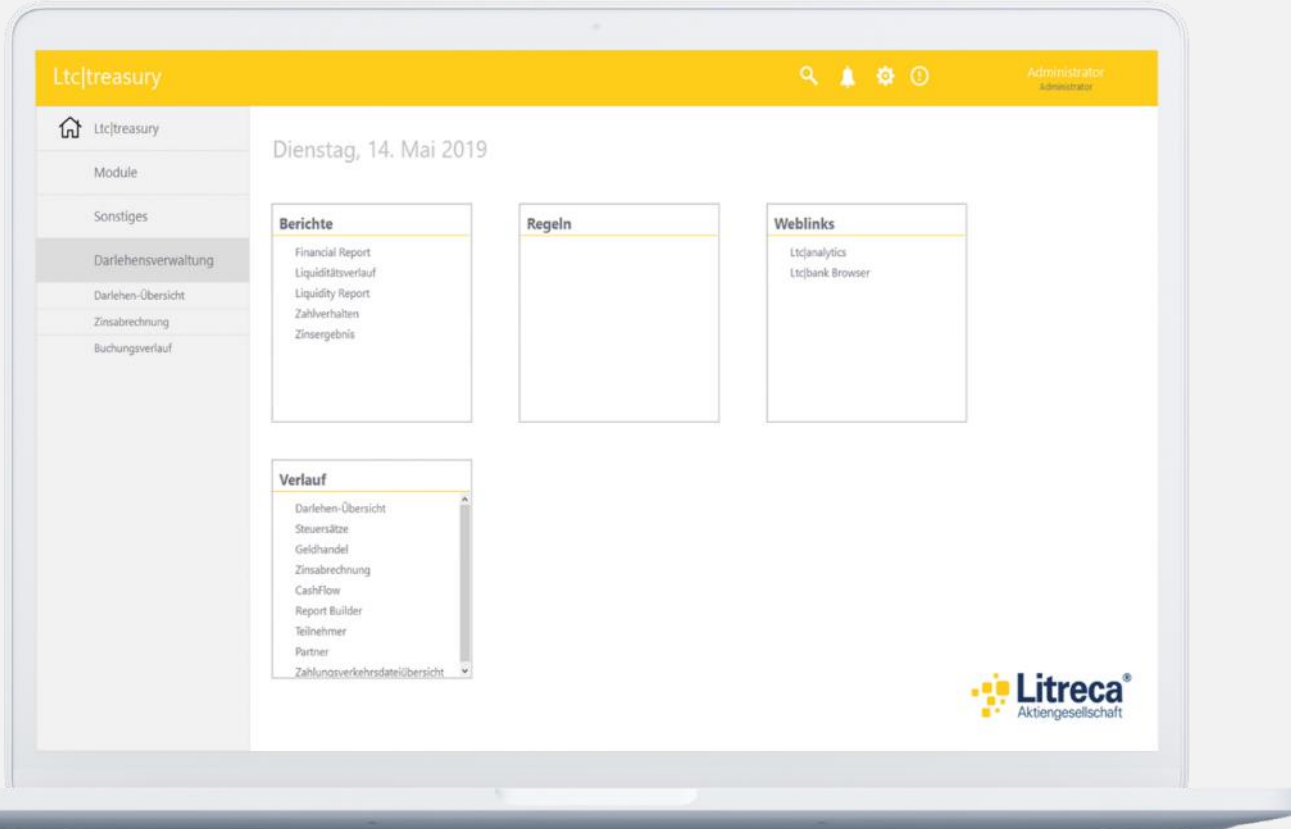 Ltc|treasury
Administrator
Administrator
Ltc|treasury
Module
Sonstiges
Darlehensverwaltung
Darlehen-Übersicht
Zinsabrechnung
Buchungsverlauf
Dienstag, 14. Mai 2019
Berichte
Financial Report
Liquiditätsverlauf
Liquidity Report
Zahlverhalten
Zinsergebnis
Regeln
Weblinks
Ltc|analytics
Ltc|bank Browser
Verlauf
Darlehen-Übersicht
Steuersätze
Geldhandel
Zinsabrechnung
CashFlow
Report Builder
Teilnehmer
Partner
Zahlungsverkehrsdateiübersicht
Litreca®
Aktiengesellschaft